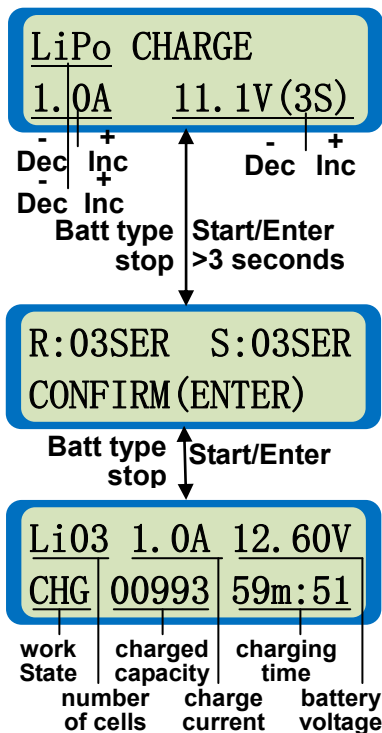 LiPo CHARGE
1.0A 11.1V(3S)
- + - +
Dec Inc Dec Inc
- +
Dec Inc
Batt type Start/Enter
stop >3 seconds
R:03SER S:03SER
CONFIRM(ENTER)
Batt type Start/Enter
stop
Li03 1.0A 12.60V
CHG 00993 59m:51
work charged charging
State capacity time
number charge battery
of cells current voltage